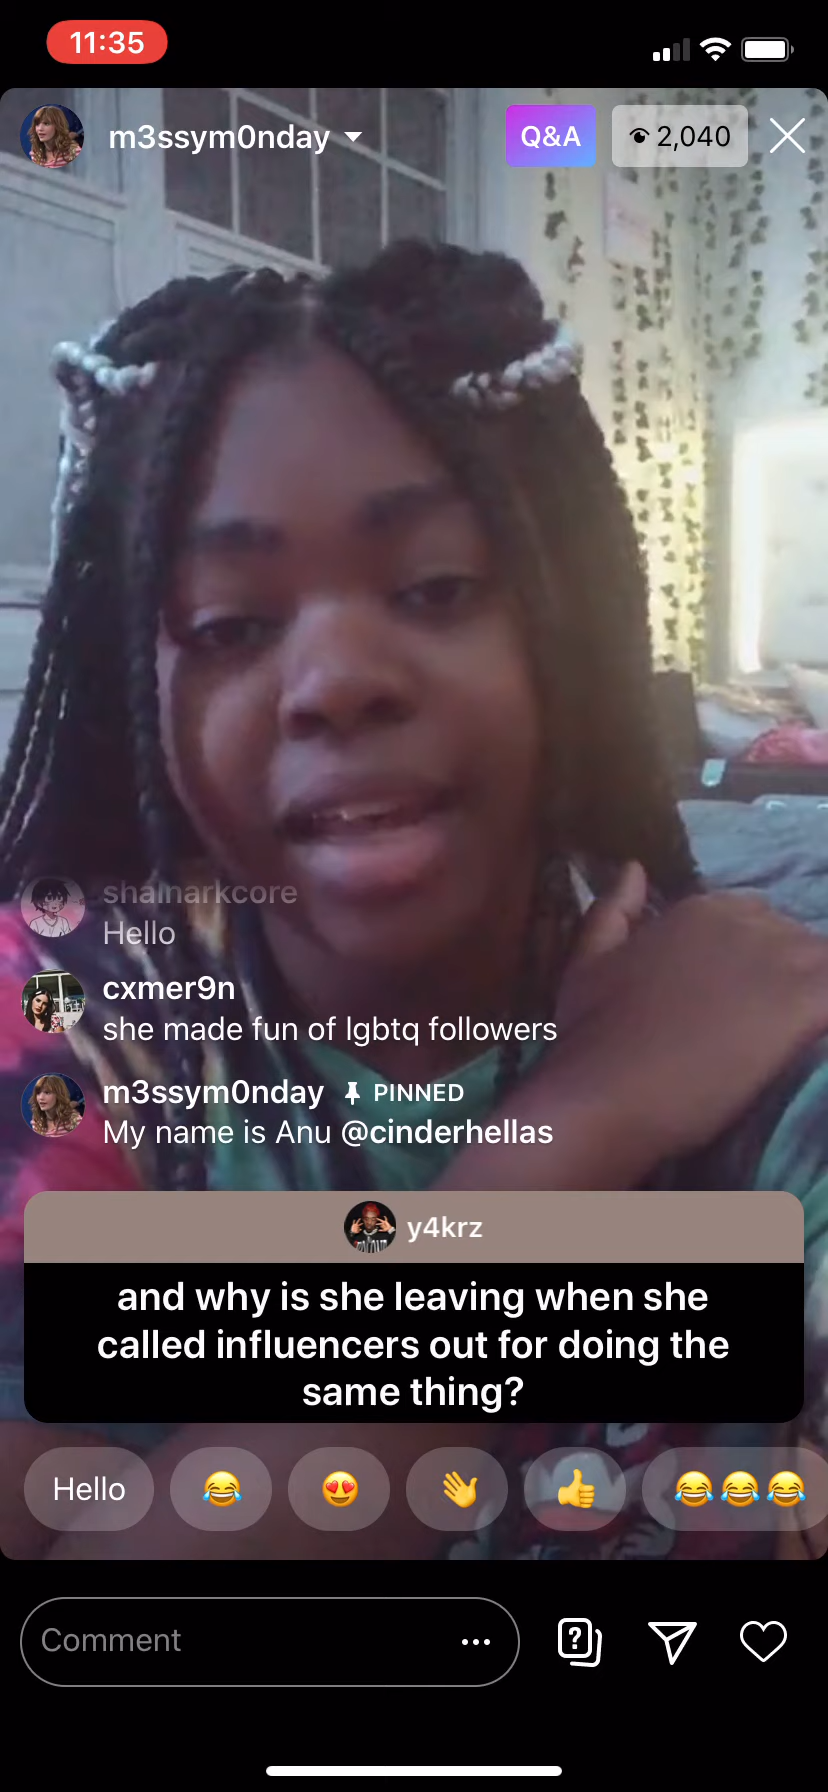 11:35
m3ssym0nday
Q&A
2,040
shalnarkcore
Hello
cxmer9n
she made fun of lgbtq followers
m3ssym0nday PINNED
My name is Anu @cinderhellas
y4krz
and why is she leaving when she
called influencers out for doing the
same thing?
Hello
Comment